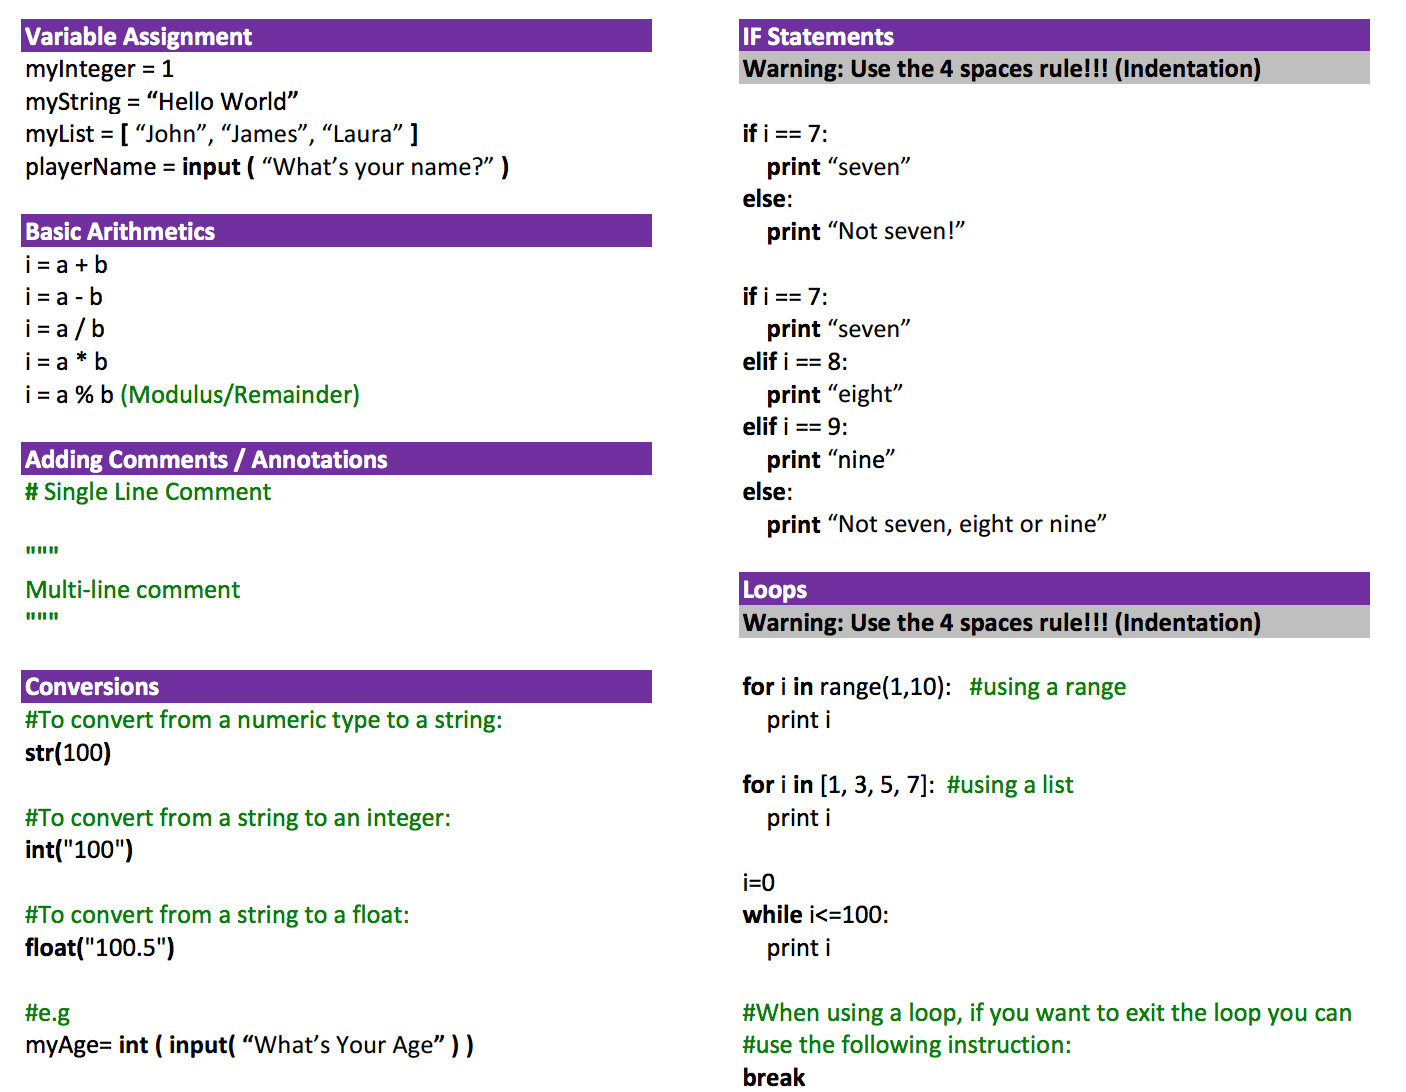 Variable Assignment
myInteger = 1
myString = “Hello World”
myList = [ “John”, “James”, “Laura” ]
playerName = input ( “What’s your name?” )
Basic Arithmetics
i = a + b
i = a - b
i = a / b
i = a * b
i = a % b (Modulus/Remainder)
Adding Comments / Annotations
# Single Line Comment
"""
Multi-line comment
"""
Conversions
#To convert from a numeric type to a string:
str(100)
#To convert from a string to an integer:
int("100")
#To convert from a string to a float:
float("100.5")
#e.g
myAge= int ( input( “What’s Your Age” ) )
IF Statements
Warning: Use the 4 spaces rule!!! (Indentation)
if i == 7:
    print “seven”
else:
    print “Not seven!”
if i == 7:
    print “seven”
elif i == 8:
    print “eight”
elif i == 9:
    print “nine”
else:
    print “Not seven, eight or nine”
Loops
Warning: Use the 4 spaces rule!!! (Indentation)
for i in range(1,10):   #using a range
    print i
for i in [1, 3, 5, 7]:  #using a list
    print i
i=0
while i<=100:
    print i
#When using a loop, if you want to exit the loop you can
#use the following instruction:
break